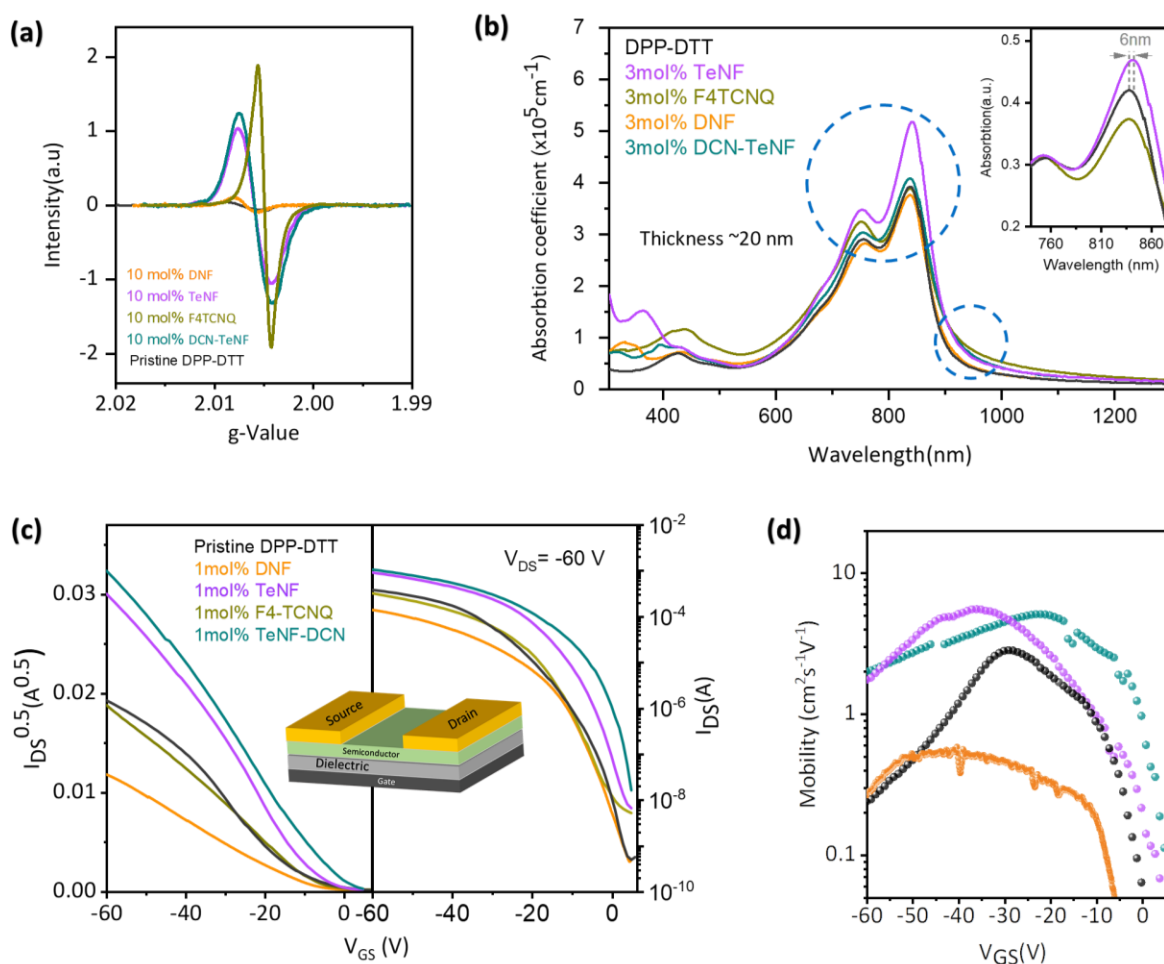 (a)
Intensity(a.u)
2
1
0
-1
-2
10 mol% DNF
10 mol% TeNF
10 mol% F4TCNQ
10 mol% DCN-TeNF
Pristine DPP-DTT
2.02 2.01 2.00 1.99
g-Value
(b)
Absorbtion coefficient (x10⁵cm⁻¹)
7
6
5
4
3
2
1
0
DPP-DTT
3mol% TeNF
3mol% F4TCNQ
3mol% DNF
3mol% DCN-TeNF
Thickness ~20 nm
400 600 800 1000 1200
Wavelength(nm)
Absorbtion(a.u.)
0.5
0.4
0.3
0.2
6nm
760 810 860
Wavelength (nm)
(c)
I_DS^0.5(A^0.5)
0.03
0.02
0.01
0.00
Pristine DPP-DTT
1mol% DNF
1mol% TeNF
1mol% F4-TCNQ
1mol% TeNF-DCN
Source
Drain
Semiconductor
Dielectric
Gate
-60 -40 -20 0 -60 -40 -20 0
V_GS (V)
V_DS= -60 V
10⁻²
10⁻⁴
10⁻⁶
10⁻⁸
10⁻¹⁰
I_DS(A)
(d)
Mobility (cm²s⁻¹V⁻¹)
10
1
0.1
-60 -50 -40 -30 -20 -10 0
V_GS(V)